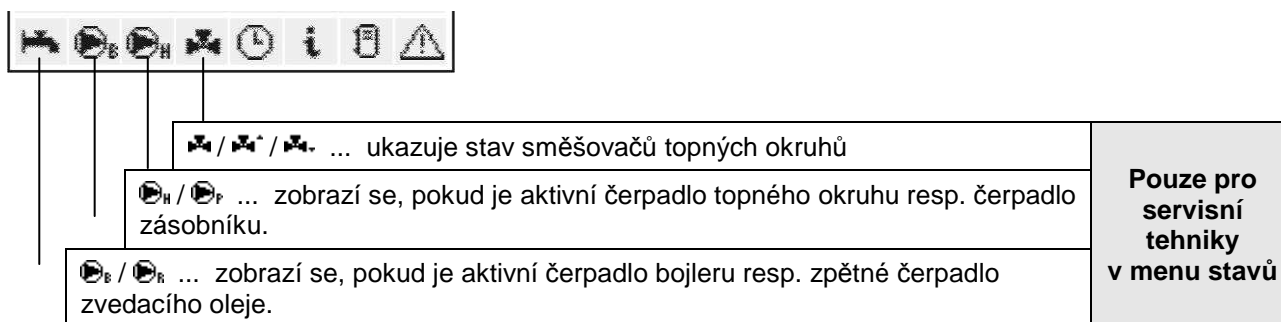 B H i
/ / ... ukazuje stav směšovačů topných okruhů
H / P ... zobrazí se, pokud je aktivní čerpadlo topného okruhu resp. čerpadlo
zásobníku.
B / R ... zobrazí se, pokud je aktivní čerpadlo bojleru resp. zpětné čerpadlo
zvedacího oleje.
Pouze pro
servisní
tehniky
v menu stavů